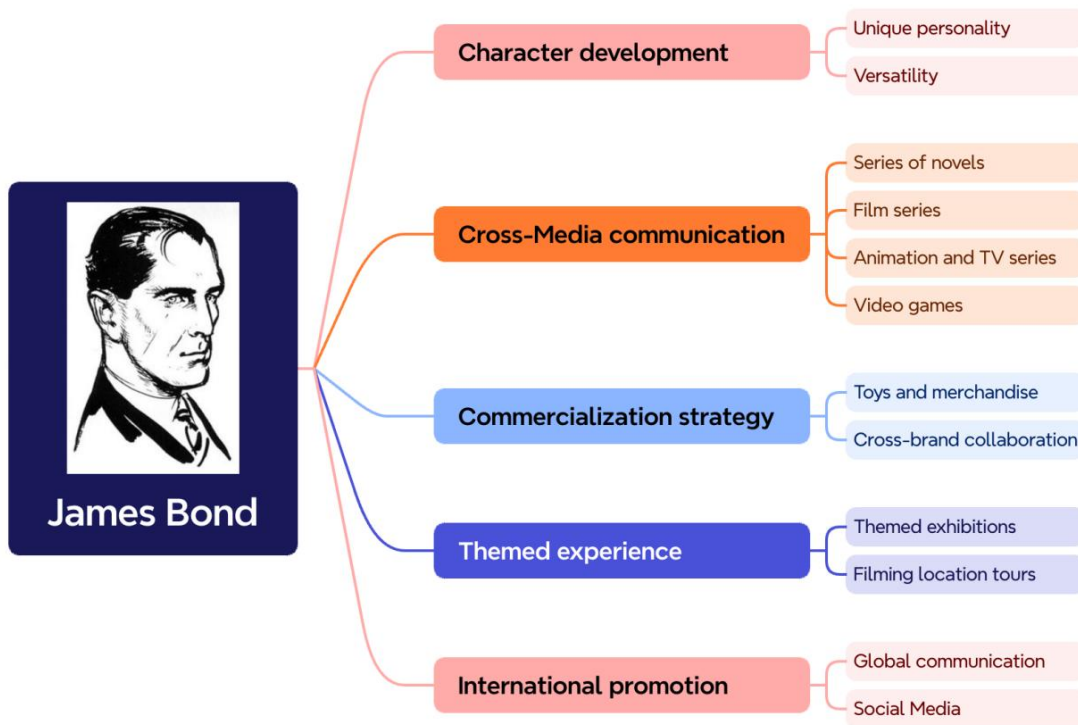 James Bond
Character development
Unique personality
Versatility
Cross-Media communication
Series of novels
Film series
Animation and TV series
Video games
Commercialization strategy
Toys and merchandise
Cross-brand collaboration
Themed experience
Themed exhibitions
Filming location tours
International promotion
Global communication
Social Media